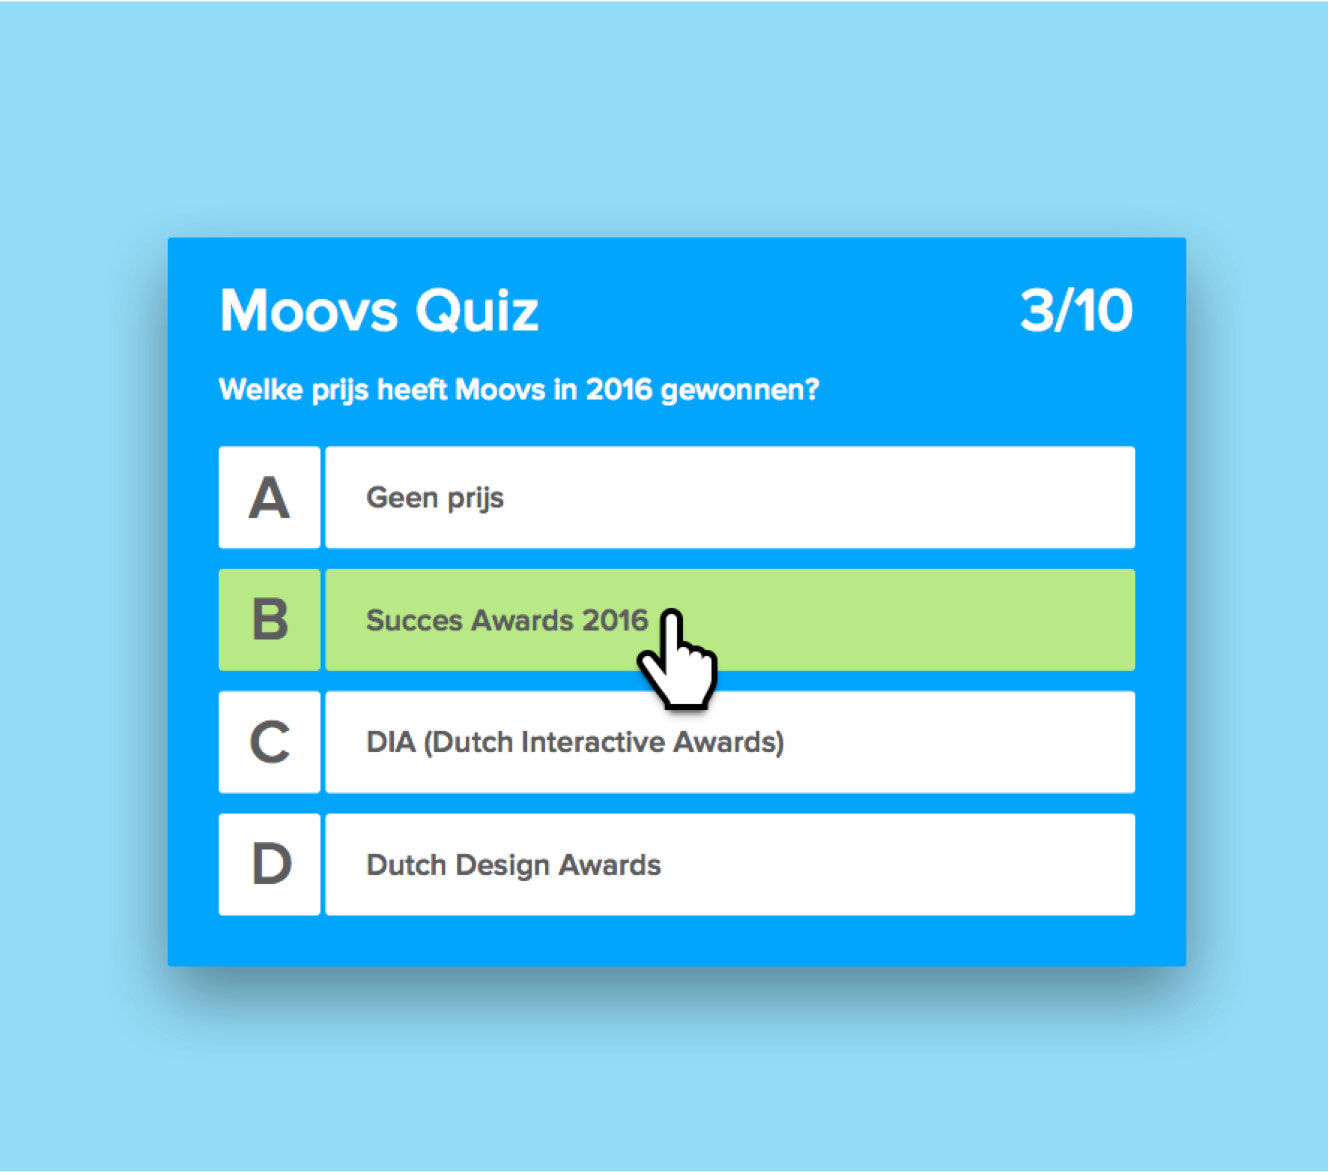 Moovs Quiz 3/10
Welke prijs heeft Moovs in 2016 gewonnen?
A Geen prijs
B Succes Awards 2016
C DIA (Dutch Interactive Awards)
D Dutch Design Awards